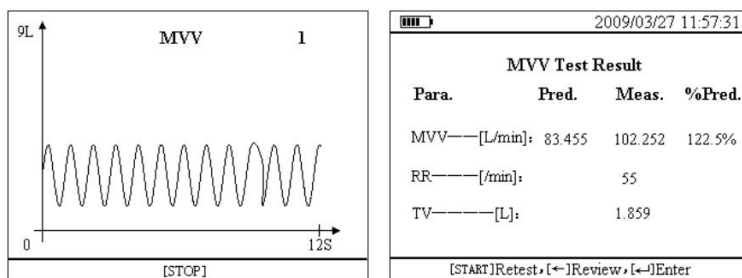 9L
MVV 1
0 12S
[STOP]
2009/03/27 11:57:31
MVV Test Result
Para. Pred. Meas. %Pred.
MVV——[L/min]: 83.455 102.252 122.5%
RR———[/min]: 55
TV————[L]: 1.859
[START]Retest,[←]Review,[↵]Enter